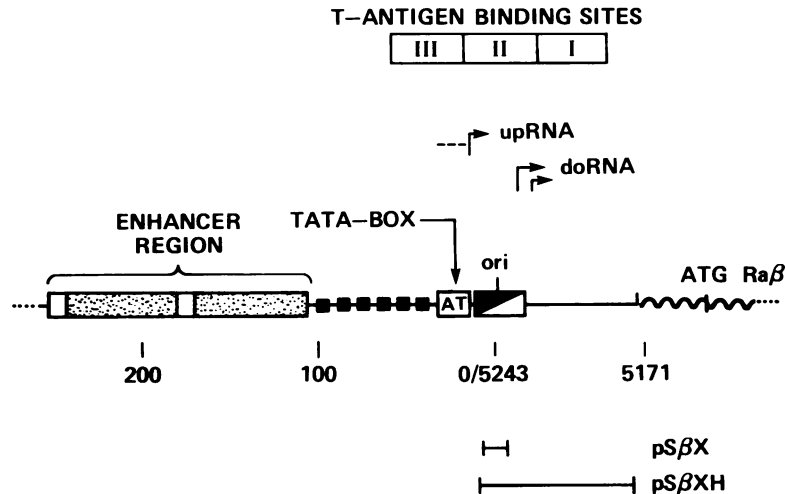 T-ANTIGEN BINDING SITES
III II I
upRNA
doRNA
ENHANCER
REGION
TATA-BOX
ori
ATG Raβ
AT
200 100 0/5243 5171
pSβX
pSβXH